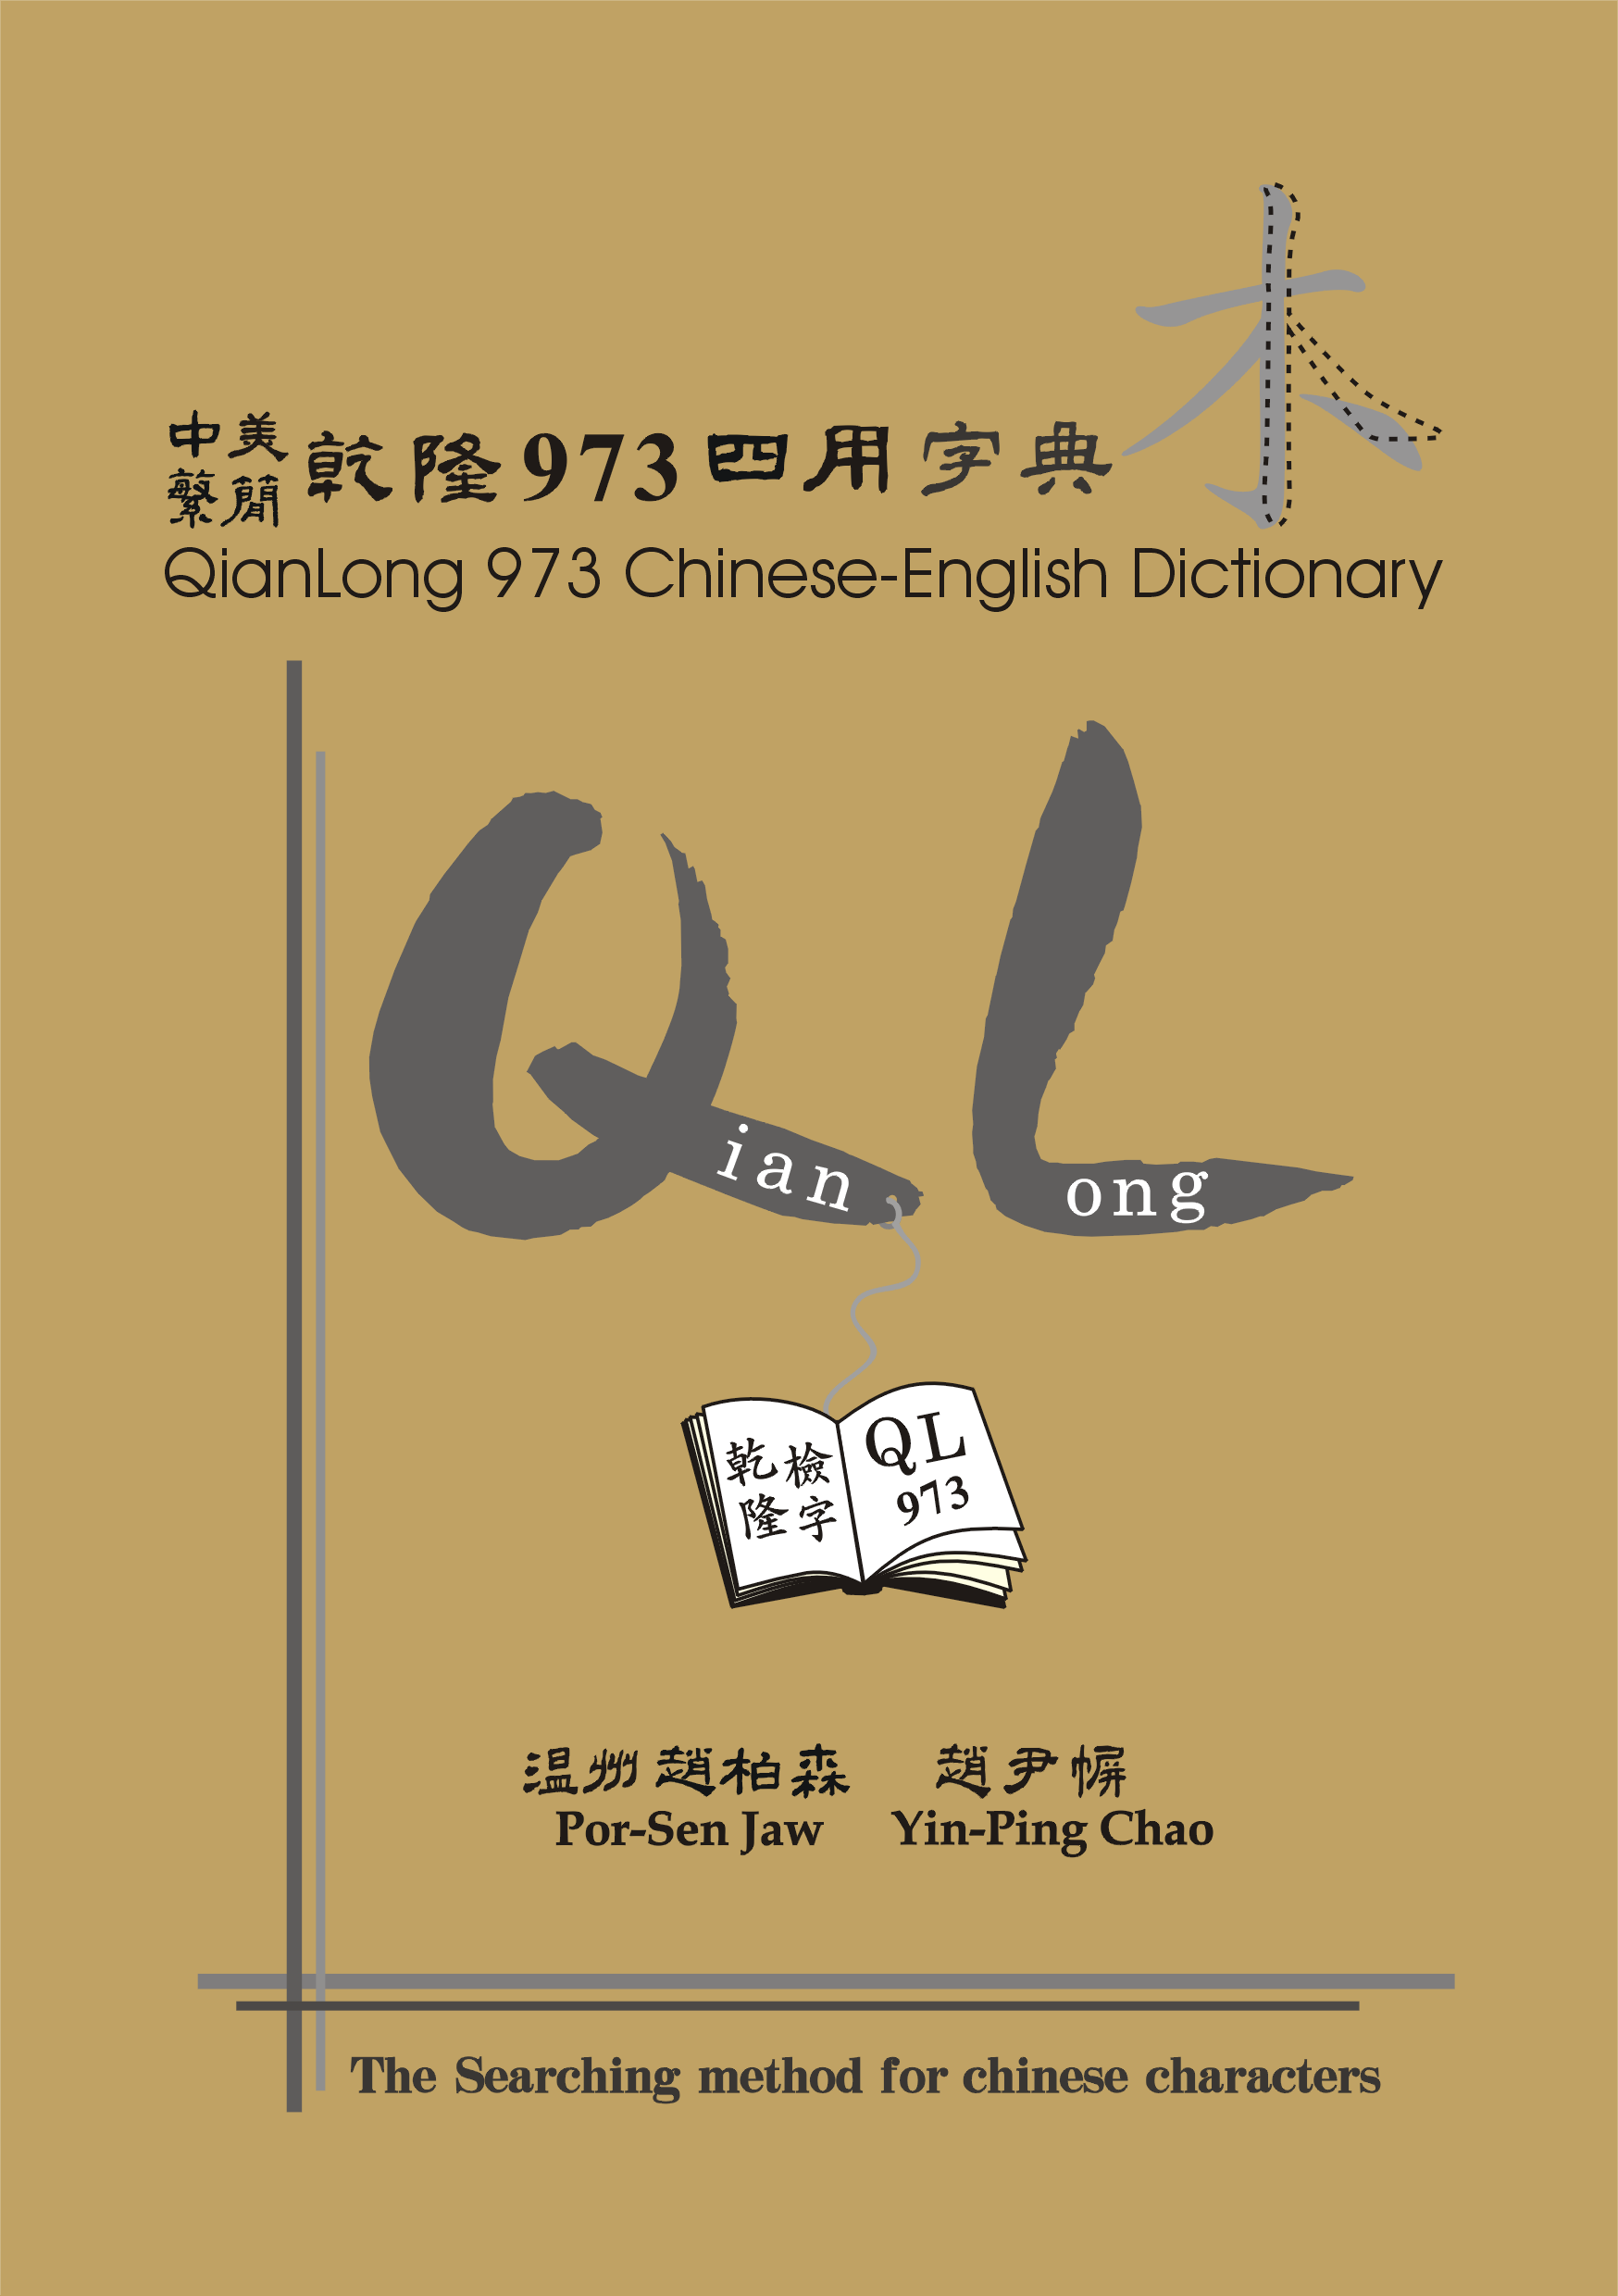 中美
繁簡
乾隆973四用字典
木
QianLong 973 Chinese-English Dictionary
QianLong
乾隆 檢字
QL
973
温州趙柏森 趙尹幈
Por-Sen Jaw Yin-Ping Chao
The Searching method for chinese characters